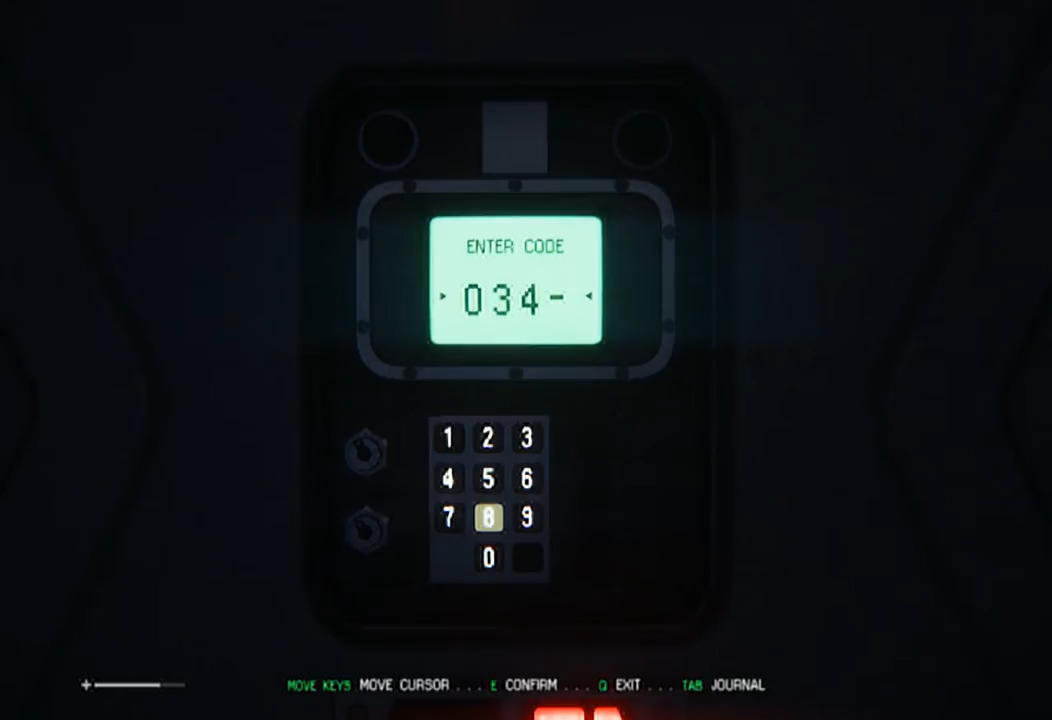 ENTER CODE
034-
1 2 3
4 5 6
7 8 9
0
MOVE KEYS MOVE CURSOR . . . E CONFIRM . . . Q EXIT . . . TAB JOURNAL